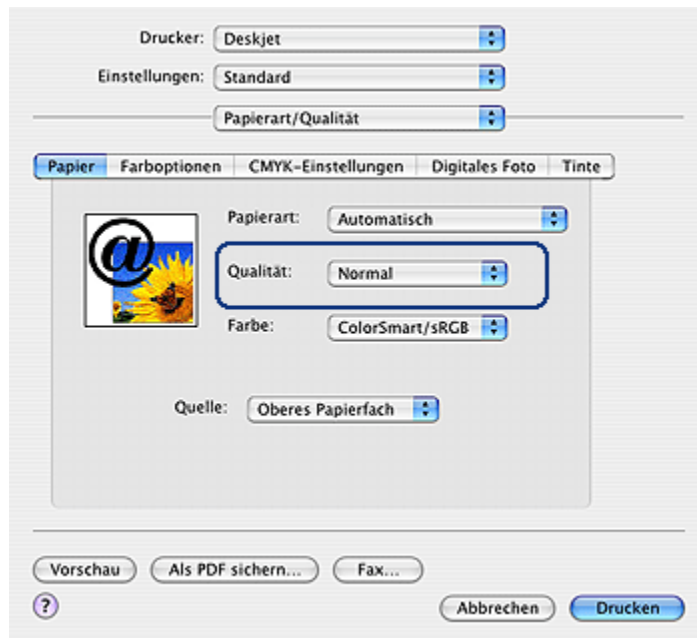 Drucker: Deskjet
Einstellungen: Standard
Papierart/Qualität
Papier Farboptionen CMYK-Einstellungen Digitales Foto Tinte
@
Papierart: Automatisch
Qualität: Normal
Farbe: ColorSmart/sRGB
Quelle: Oberes Papierfach
Vorschau Als PDF sichern... Fax...
? Abbrechen Drucken